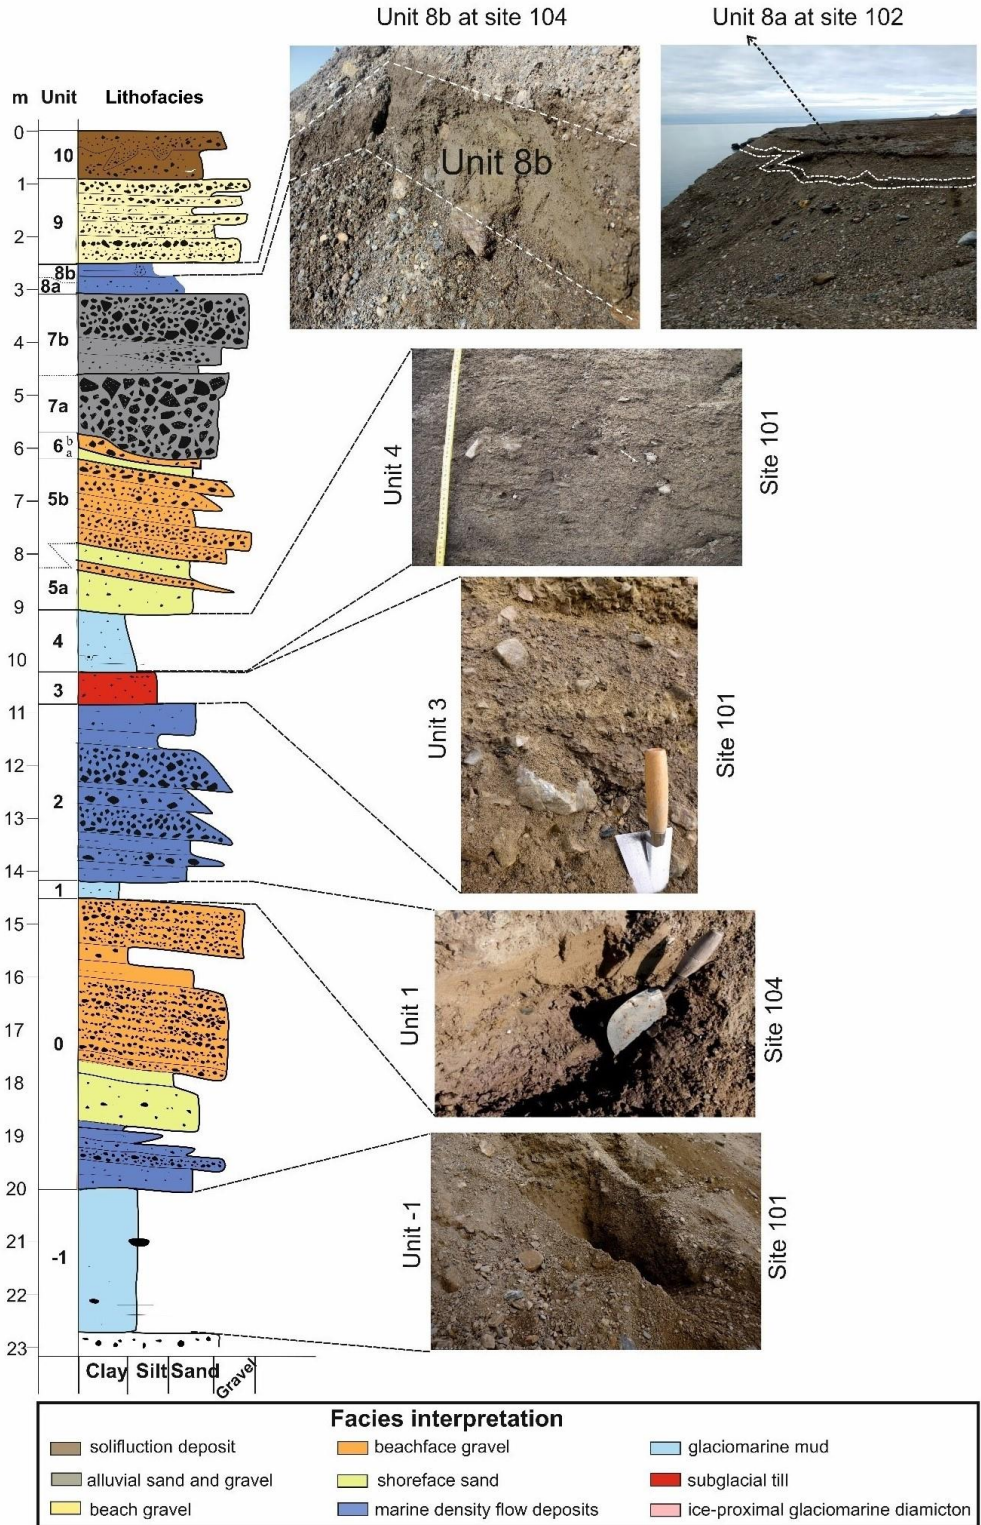 Unit 8b at site 104
Unit 8a at site 102
m Unit Lithofacies
0
10
1
9
2
8b
8a
3
7b
4
5
7a
6 b
a
6
5b
7
8
5a
9
4
10
3
11
12
2
13
14
1
15
16
17
0
18
19
20
21
-1
22
23
Clay Silt Sand Gravel
Unit 8b
Unit 4
Site 101
Unit 3
Site 101
Unit 1
Site 104
Unit -1
Site 101
Facies interpretation
solifluction deposit
beachface gravel
glaciomarine mud
alluvial sand and gravel
shoreface sand
subglacial till
beach gravel
marine density flow deposits
ice-proximal glaciomarine diamicton